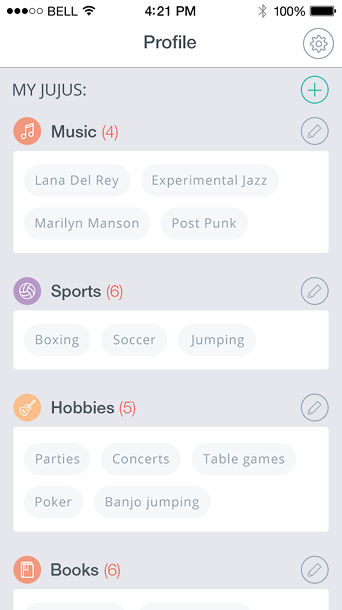 BELL 4:21 PM 100%
Profile
MY JUJUS:
Music (4)
Lana Del Rey Experimental Jazz
Marilyn Manson Post Punk
Sports (6)
Boxing Soccer Jumping
Hobbies (5)
Parties Concerts Table games
Poker Banjo jumping
Books (6)